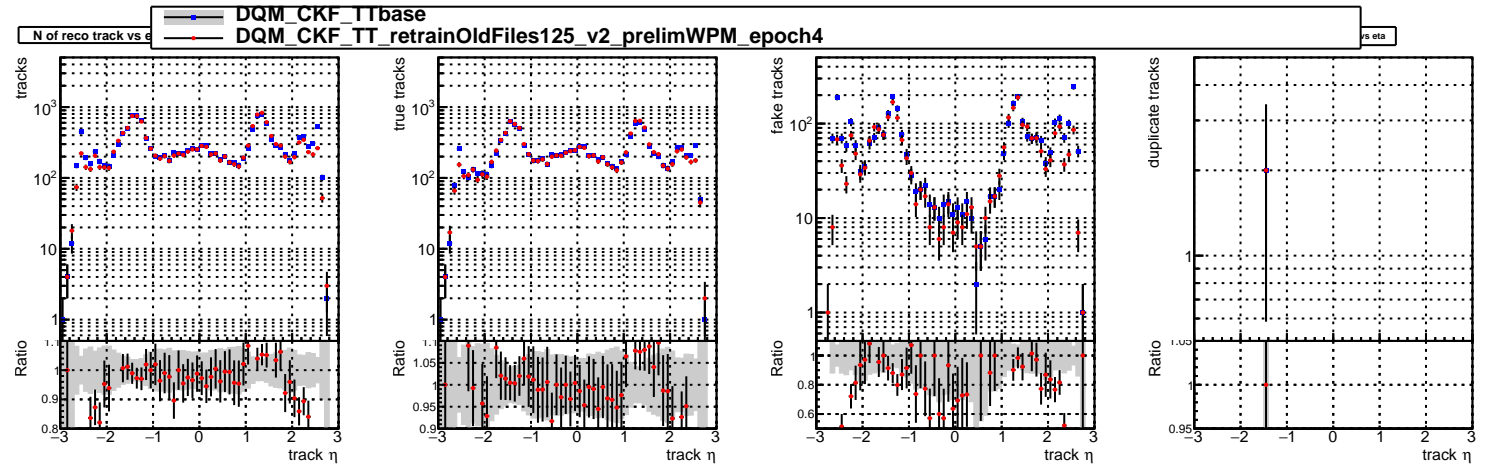 DQM_CKF_TTbase
DQM_CKF_TT_retrainOldFiles125_v2_prelimWPM_epoch4
N of reco track vs e
vs eta
tracks
10³
10²
10
1
Ratio
1.1
1
0.9
0.8
−3 −2 −1 0 1 2 3
track η
true tracks
10³
10²
10
1
Ratio
1.05
1
0.95
0.9
−3 −2 −1 0 1 2 3
track η
fake tracks
10²
10
1
Ratio
1
0.8
0.6
−3 −2 −1 0 1 2 3
track η
duplicate tracks
1
Ratio
1.05
1
0.95
−3 −2 −1 0 1 2 3
track η